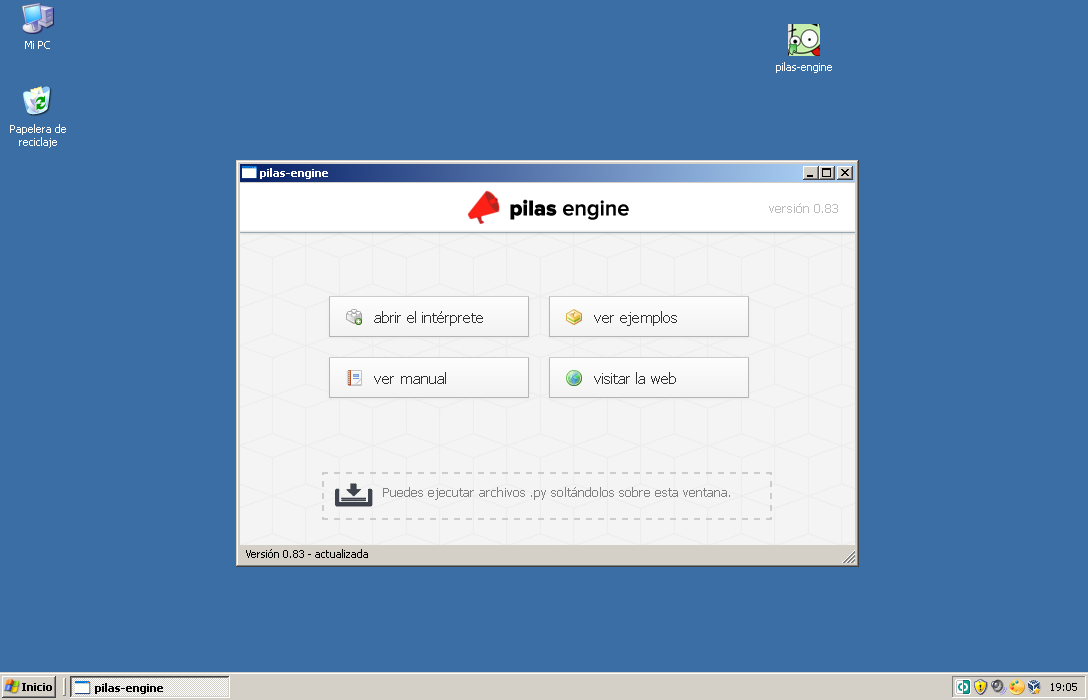 Mi PC
pilas-engine
Papelera de
reciclaje
pilas-engine
pilas engine
versión 0.83
abrir el intérprete
ver ejemplos
ver manual
visitar la web
Puedes ejecutar archivos .py soltándolos sobre esta ventana.
Versión 0.83 - actualizada
Inicio
pilas-engine
19:05